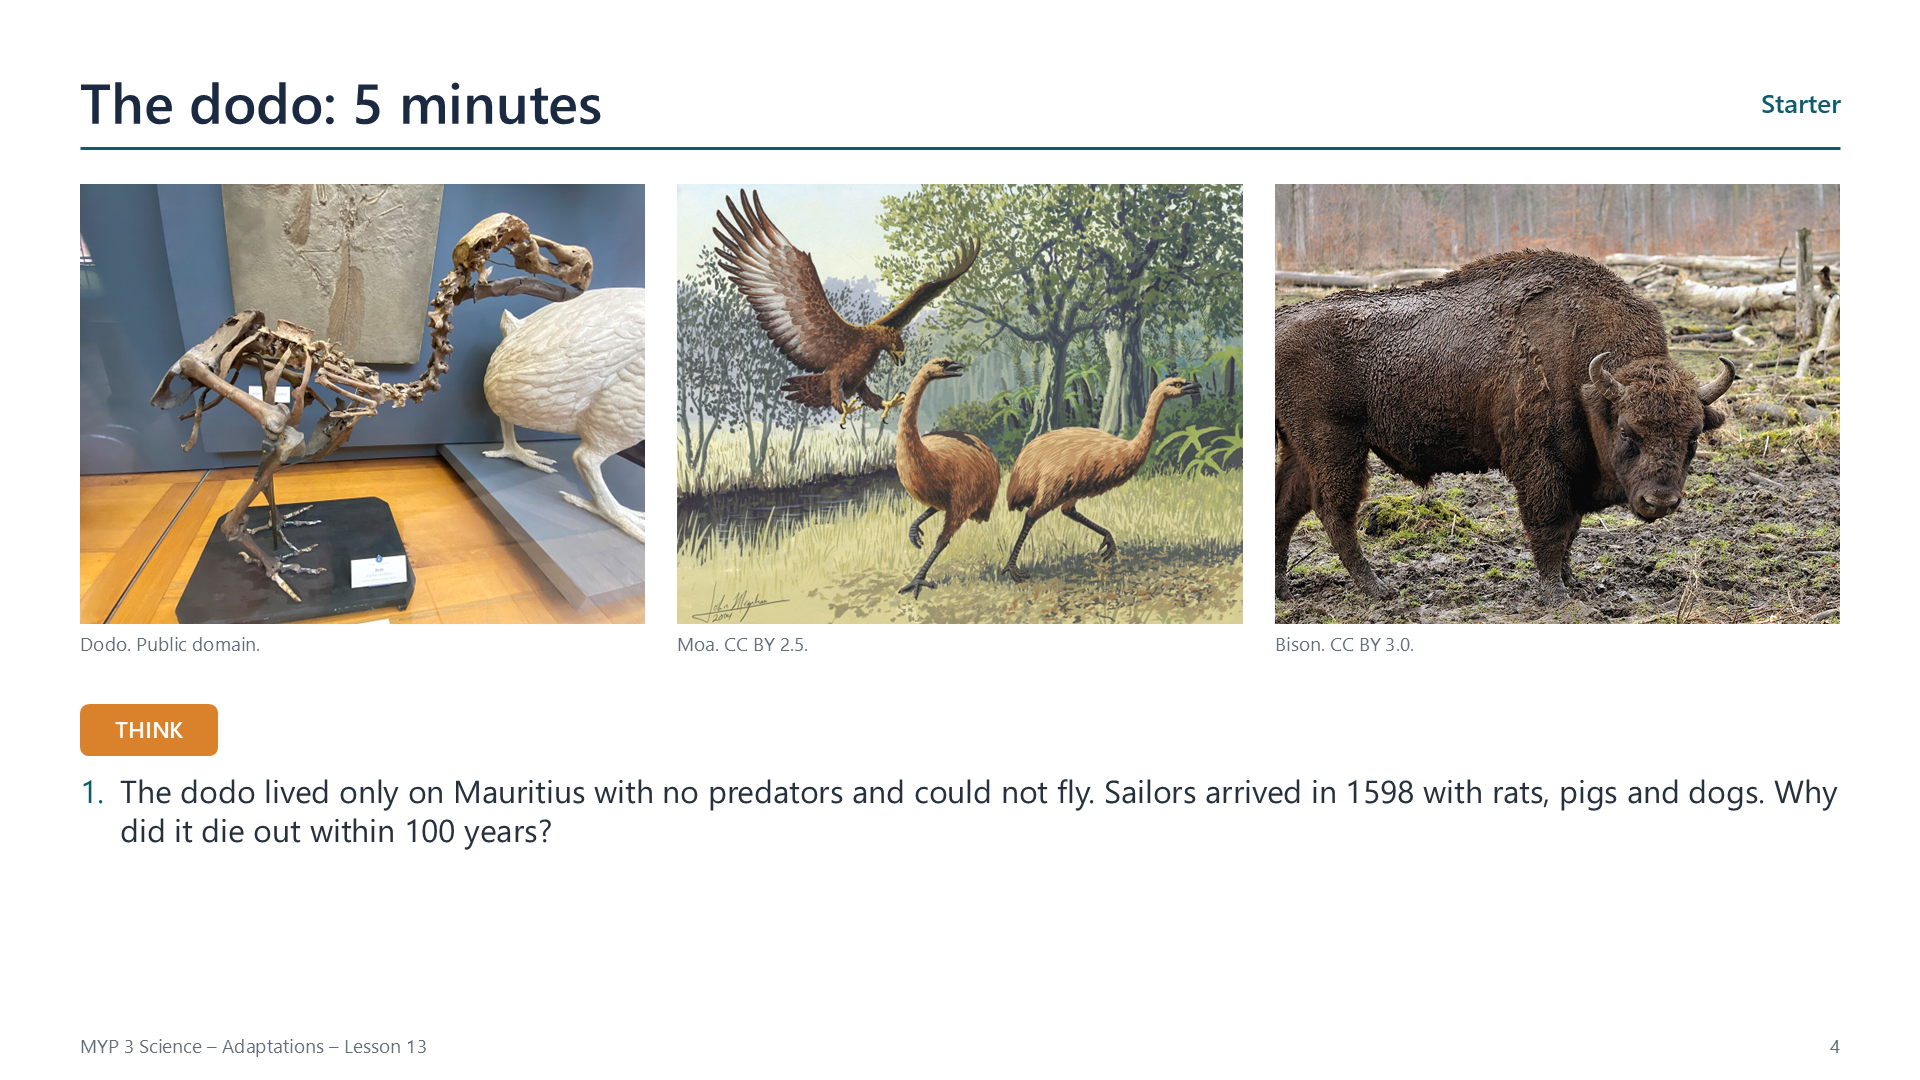 The dodo: 5 minutes
Starter
John Megahan
2004
Dodo. Public domain.
Moa. CC BY 2.5.
Bison. CC BY 3.0.
THINK
1. The dodo lived only on Mauritius with no predators and could not fly. Sailors arrived in 1598 with rats, pigs and dogs. Why
did it die out within 100 years?
MYP 3 Science – Adaptations – Lesson 13
4